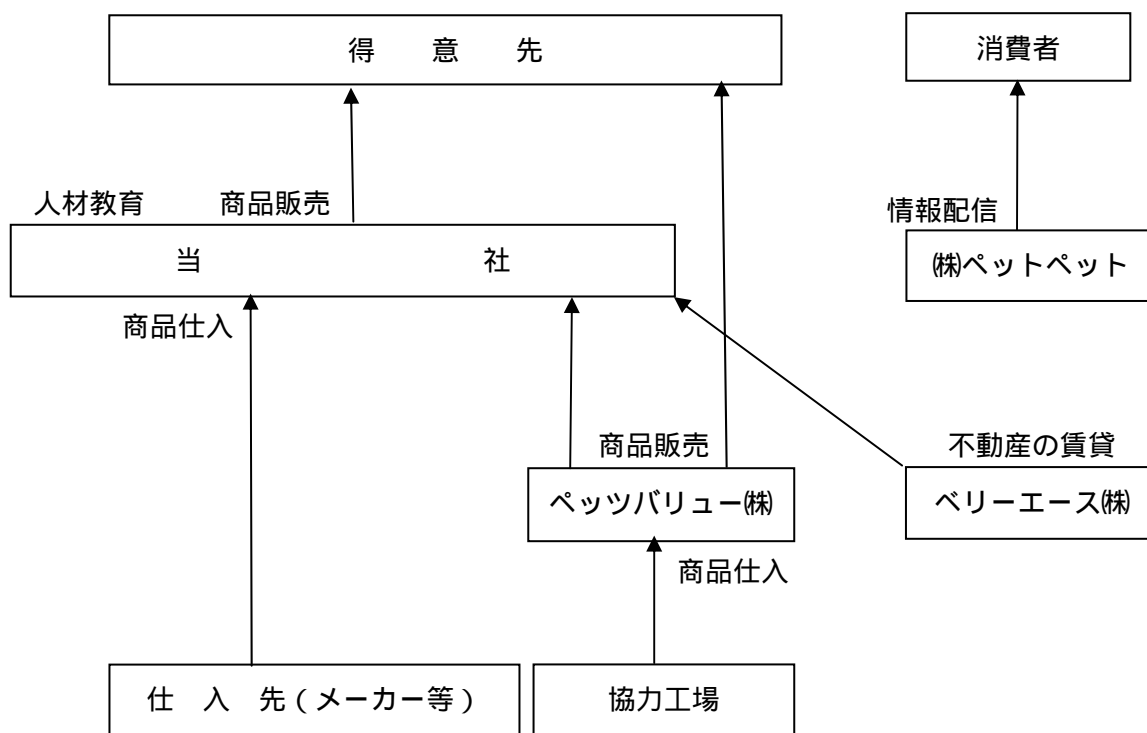 得　意　先
消費者
人材教育
商品販売
情報配信
当　社
㈱ペットペット
商品仕入
商品販売
不動産の賃貸
ペッツバリュー㈱
ベリーエース㈱
商品仕入
仕　入　先（メーカー等）
協力工場